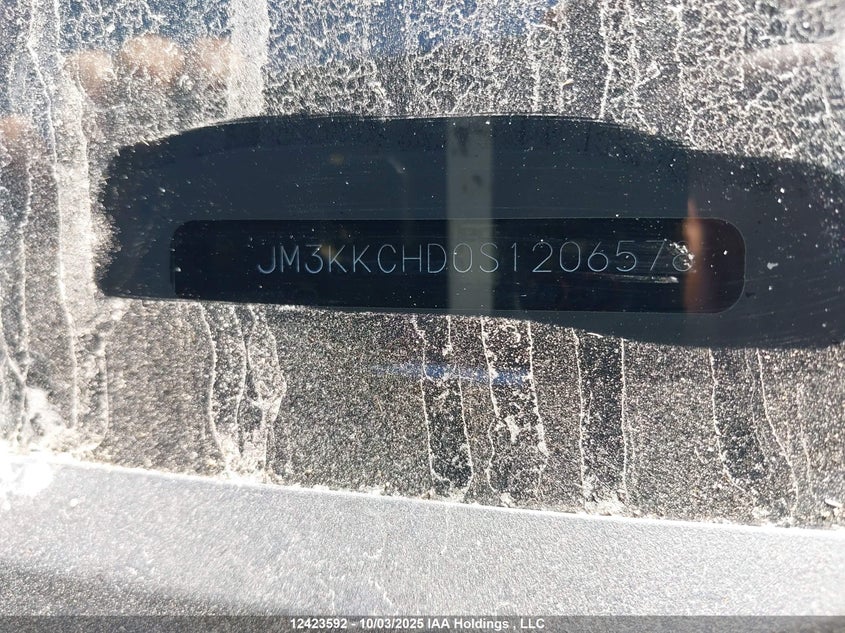 JM3KKCHD0S1206578
12423592 - 10/03/2025 IAA Holdings , LLC